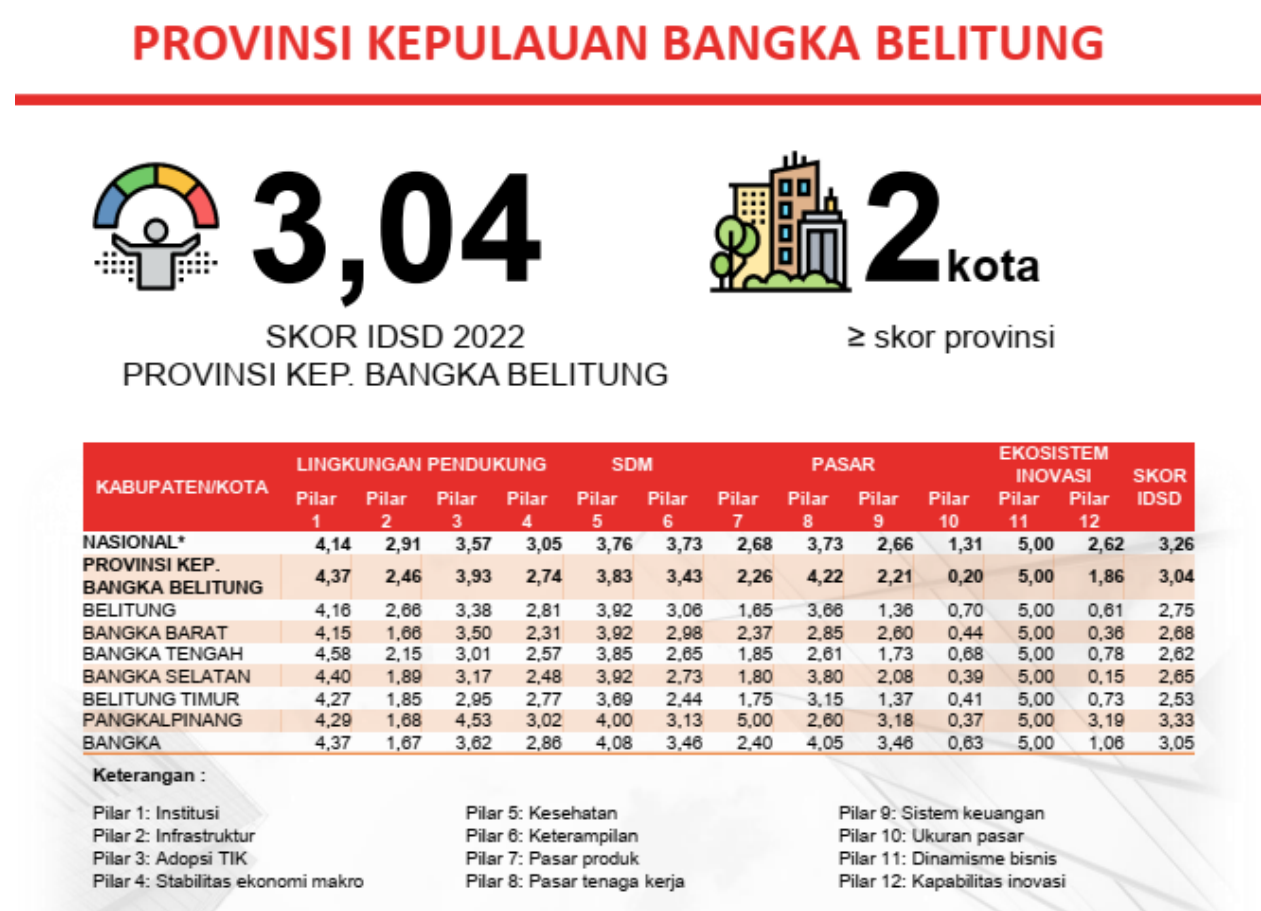 PROVINSI KEPULAUAN BANGKA BELITUNG
3,04
SKOR IDSD 2022
PROVINSI KEP. BANGKA BELITUNG
2 kota
≥ skor provinsi
KABUPATEN/KOTA LINGKUNGAN PENDUKUNG SDM PASAR EKOSISTEM INOVASI SKOR IDSD
Pilar 1 Pilar 2 Pilar 3 Pilar 4 Pilar 5 Pilar 6 Pilar 7 Pilar 8 Pilar 9 Pilar 10 Pilar 11 Pilar 12
NASIONAL* 4,14 2,91 3,57 3,05 3,76 3,73 2,68 3,73 2,66 1,31 5,00 2,62 3,26
PROVINSI KEP. BANGKA BELITUNG 4,37 2,46 3,93 2,74 3,83 3,43 2,26 4,22 2,21 0,20 5,00 1,86 3,04
BELITUNG 4,16 2,66 3,38 2,81 3,92 3,06 1,65 3,66 1,36 0,70 5,00 0,61 2,75
BANGKA BARAT 4,15 1,66 3,50 2,31 3,92 2,98 2,37 2,85 2,60 0,44 5,00 0,36 2,68
BANGKA TENGAH 4,58 2,15 3,01 2,57 3,85 2,65 1,85 2,61 1,73 0,68 5,00 0,78 2,62
BANGKA SELATAN 4,40 1,89 3,17 2,48 3,92 2,73 1,80 3,80 2,08 0,39 5,00 0,15 2,65
BELITUNG TIMUR 4,27 1,85 2,95 2,77 3,69 2,44 1,75 3,15 1,37 0,41 5,00 0,73 2,53
PANGKALPINANG 4,29 1,68 4,53 3,02 4,00 3,13 5,00 2,60 3,18 0,37 5,00 3,19 3,33
BANGKA 4,37 1,67 3,62 2,86 4,08 3,46 2,40 4,05 3,46 0,63 5,00 1,06 3,05
Keterangan :
Pilar 1: Institusi
Pilar 2: Infrastruktur
Pilar 3: Adopsi TIK
Pilar 4: Stabilitas ekonomi makro
Pilar 5: Kesehatan
Pilar 6: Keterampilan
Pilar 7: Pasar produk
Pilar 8: Pasar tenaga kerja
Pilar 9: Sistem keuangan
Pilar 10: Ukuran pasar
Pilar 11: Dinamisme bisnis
Pilar 12: Kapabilitas inovasi